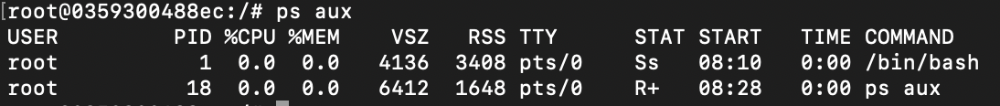 [root@0359300488ec:/# ps aux
USER PID %CPU %MEM VSZ RSS TTY STAT START TIME COMMAND
root 1 0.0 0.0 4136 3408 pts/0 Ss 08:10 0:00 /bin/bash
root 18 0.0 0.0 6412 1648 pts/0 R+ 08:28 0:00 ps aux